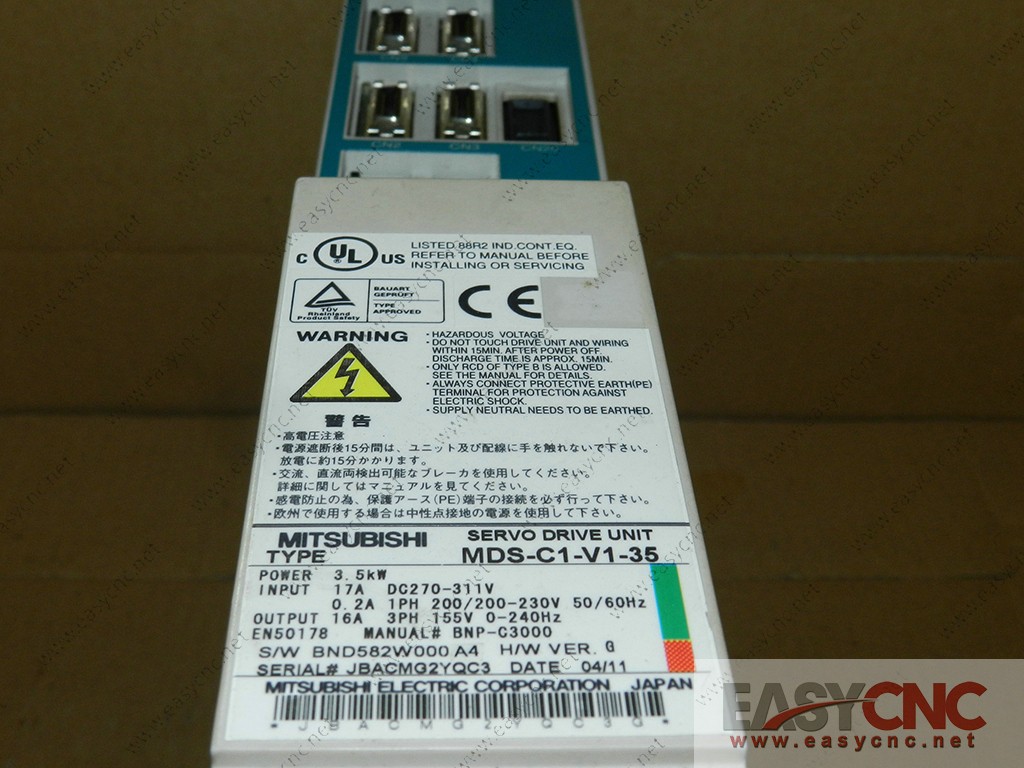 CN2 CN3 CN20
c UL US
LISTED 88R2 IND.CONT.EQ.
REFER TO MANUAL BEFORE
INSTALLING OR SERVICING
TÜV
Rheinland
Product Safety
BAUART
GEPRÜFT
TYPE
APPROVED
CE
WARNING
・HAZARDOUS VOLTAGE
・DO NOT TOUCH DRIVE UNIT AND WIRING
WITHIN 15MIN. AFTER POWER OFF.
DISCHARGE TIME IS APPROX. 15MIN.
・ONLY RCD OF TYPE B IS ALLOWED.
SEE THE MANUAL FOR DETAILS.
・ALWAYS CONNECT PROTECTIVE EARTH(PE)
TERMINAL FOR PROTECTION AGAINST
ELECTRIC SHOCK.
・SUPPLY NEUTRAL NEEDS TO BE EARTHED.
警告
・高電圧注意
・電源遮断後15分間は、ユニット及び配線に手を触れないで下さい。
放電に約15分かかります。
・交流、直流両検出可能なブレーカを使用してください。
詳細に関してはマニュアルを見てください。
・感電防止の為、保護アース(PE)端子の接続を必ず行って下さい。
・欧州で使用する場合は中性点接地の電源を使用して下さい。
MITSUBISHI SERVO DRIVE UNIT
TYPE MDS-C1-V1-35
POWER 3.5kW
INPUT 17A DC270-311V
0.2A 1PH 200/200-230V 50/60Hz
OUTPUT 16A 3PH 155V 0-240Hz
EN50178 MANUAL# BNP-C3000
S/W BND582W000 A4 H/W VER. G
SERIAL# JBACMG2YQC3 DATE 04/11
MITSUBISHI ELECTRIC CORPORATION JAPAN
* J B A C M G 2 Y Q C 3 G *
EASYCNC
www.easycnc.net